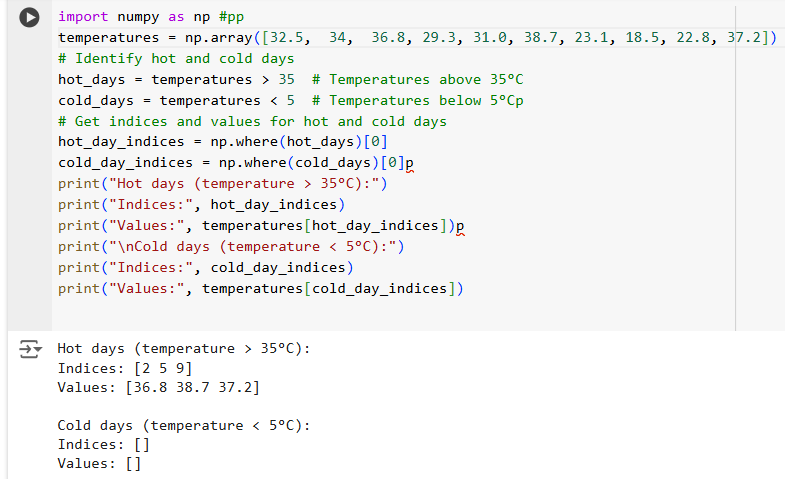 import numpy as np #pp
temperatures = np.array([32.5,  34,  36.8, 29.3, 31.0, 38.7, 23.1, 18.5, 22.8, 37.2])
# Identify hot and cold days
hot_days = temperatures > 35  # Temperatures above 35°C
cold_days = temperatures < 5  # Temperatures below 5°Cp
# Get indices and values for hot and cold days
hot_day_indices = np.where(hot_days)[0]
cold_day_indices = np.where(cold_days)[0]p
print("Hot days (temperature > 35°C):")
print("Indices:", hot_day_indices)
print("Values:", temperatures[hot_day_indices])p
print("\nCold days (temperature < 5°C):")
print("Indices:", cold_day_indices)
print("Values:", temperatures[cold_day_indices])
Hot days (temperature > 35°C):
Indices: [2 5 9]
Values: [36.8 38.7 37.2]
Cold days (temperature < 5°C):
Indices: []
Values: []